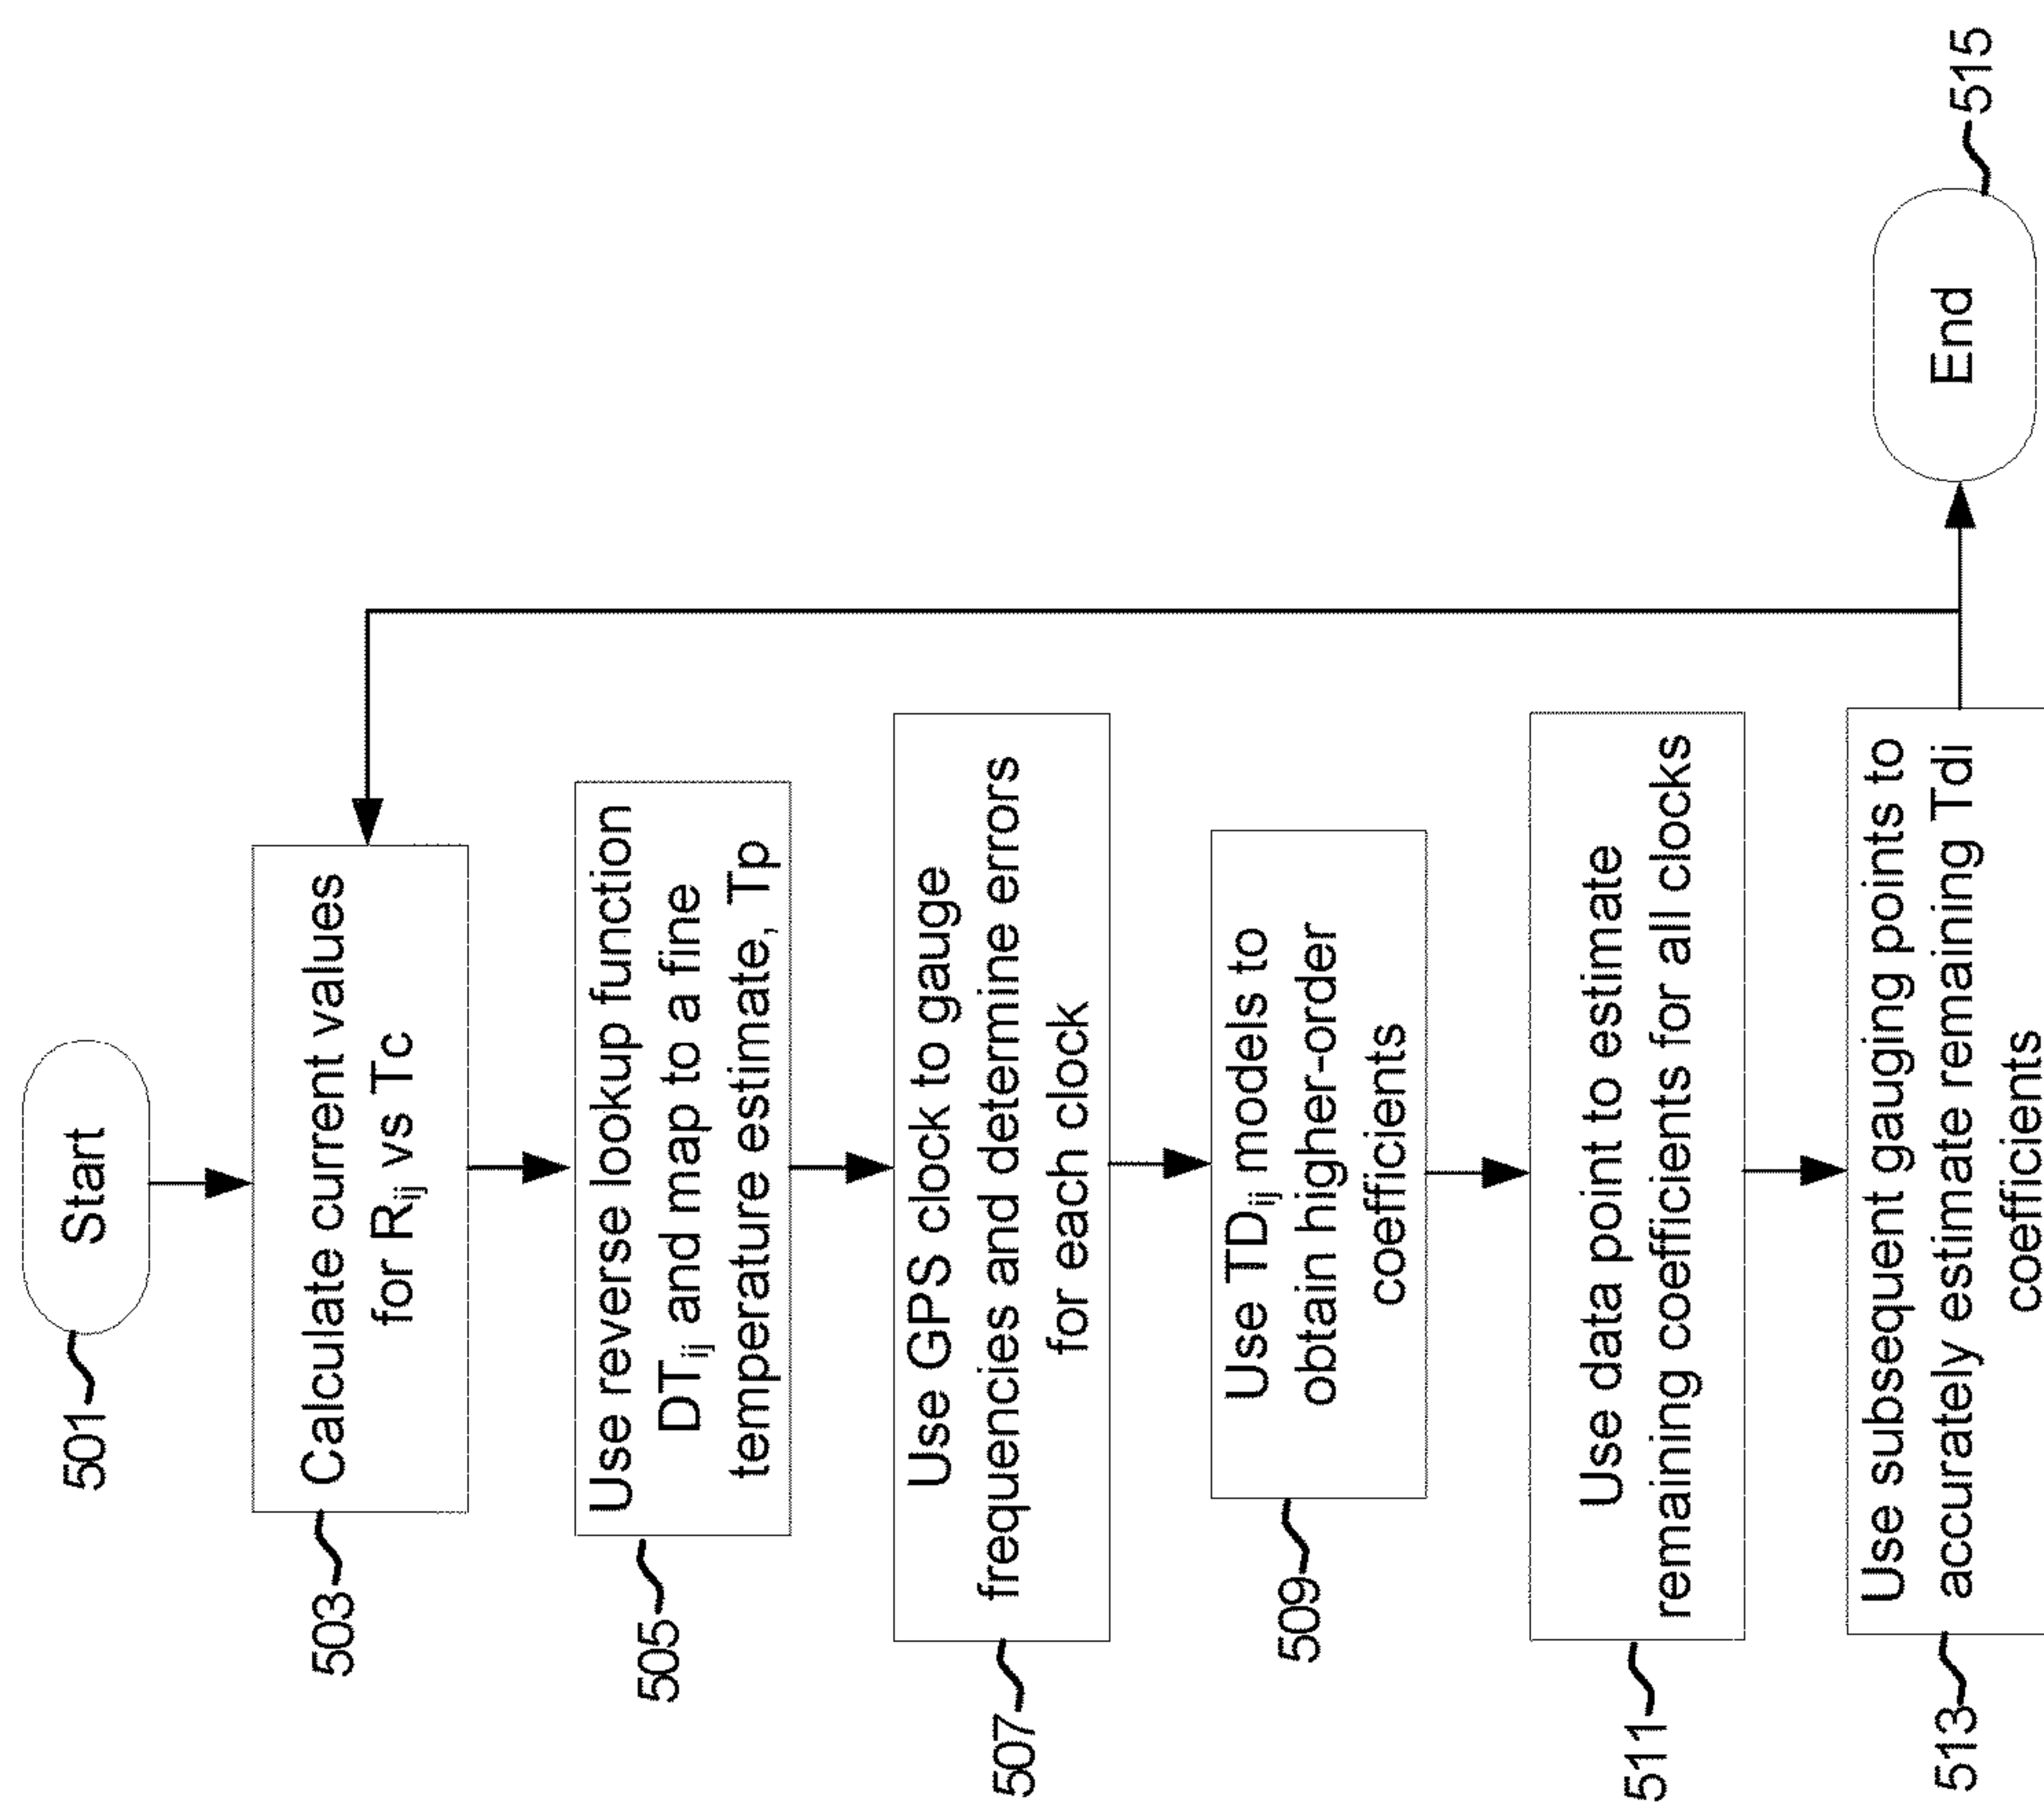 Start
501
Calculate current values
for Rij vs Tc
503
Use reverse lookup function
DTij and map to a fine
temperature estimate, Tp
505
Use GPS clock to gauge
frequencies and determine errors
for each clock
507
Use TDij models to
obtain higher-order
coefficients
509
Use data point to estimate
remaining coefficients for all clocks
511
Use subsequent gauging points to
accurately estimate remaining Tdi
coefficients
513
End
515